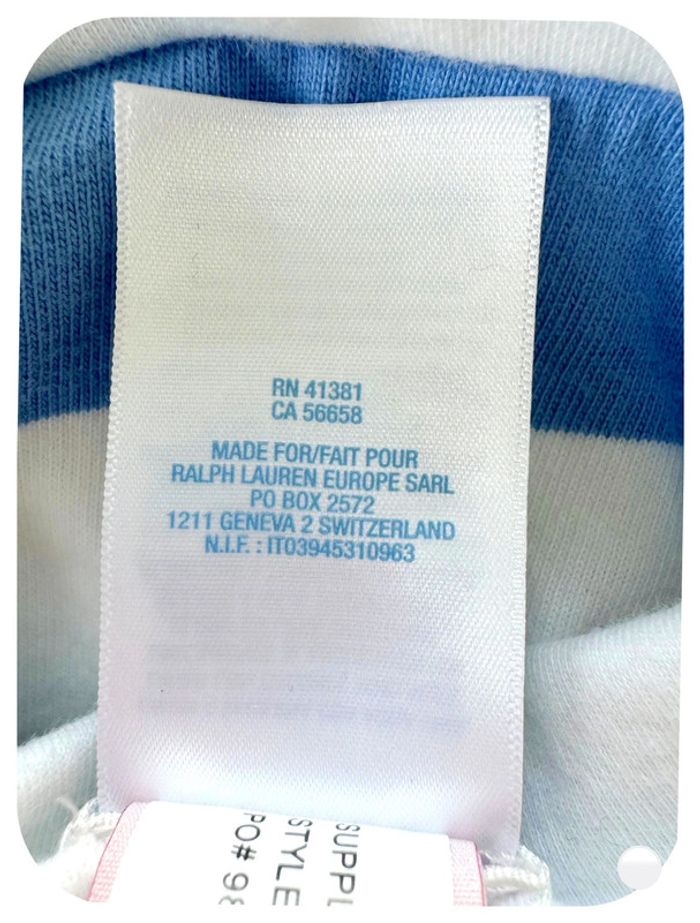 RN 41381
CA 56658
MADE FOR/FAIT POUR
RALPH LAUREN EUROPE SARL
PO BOX 2572
1211 GENEVA 2 SWITZERLAND
N.I.F. : IT03945310963
STYLE
PO# 98